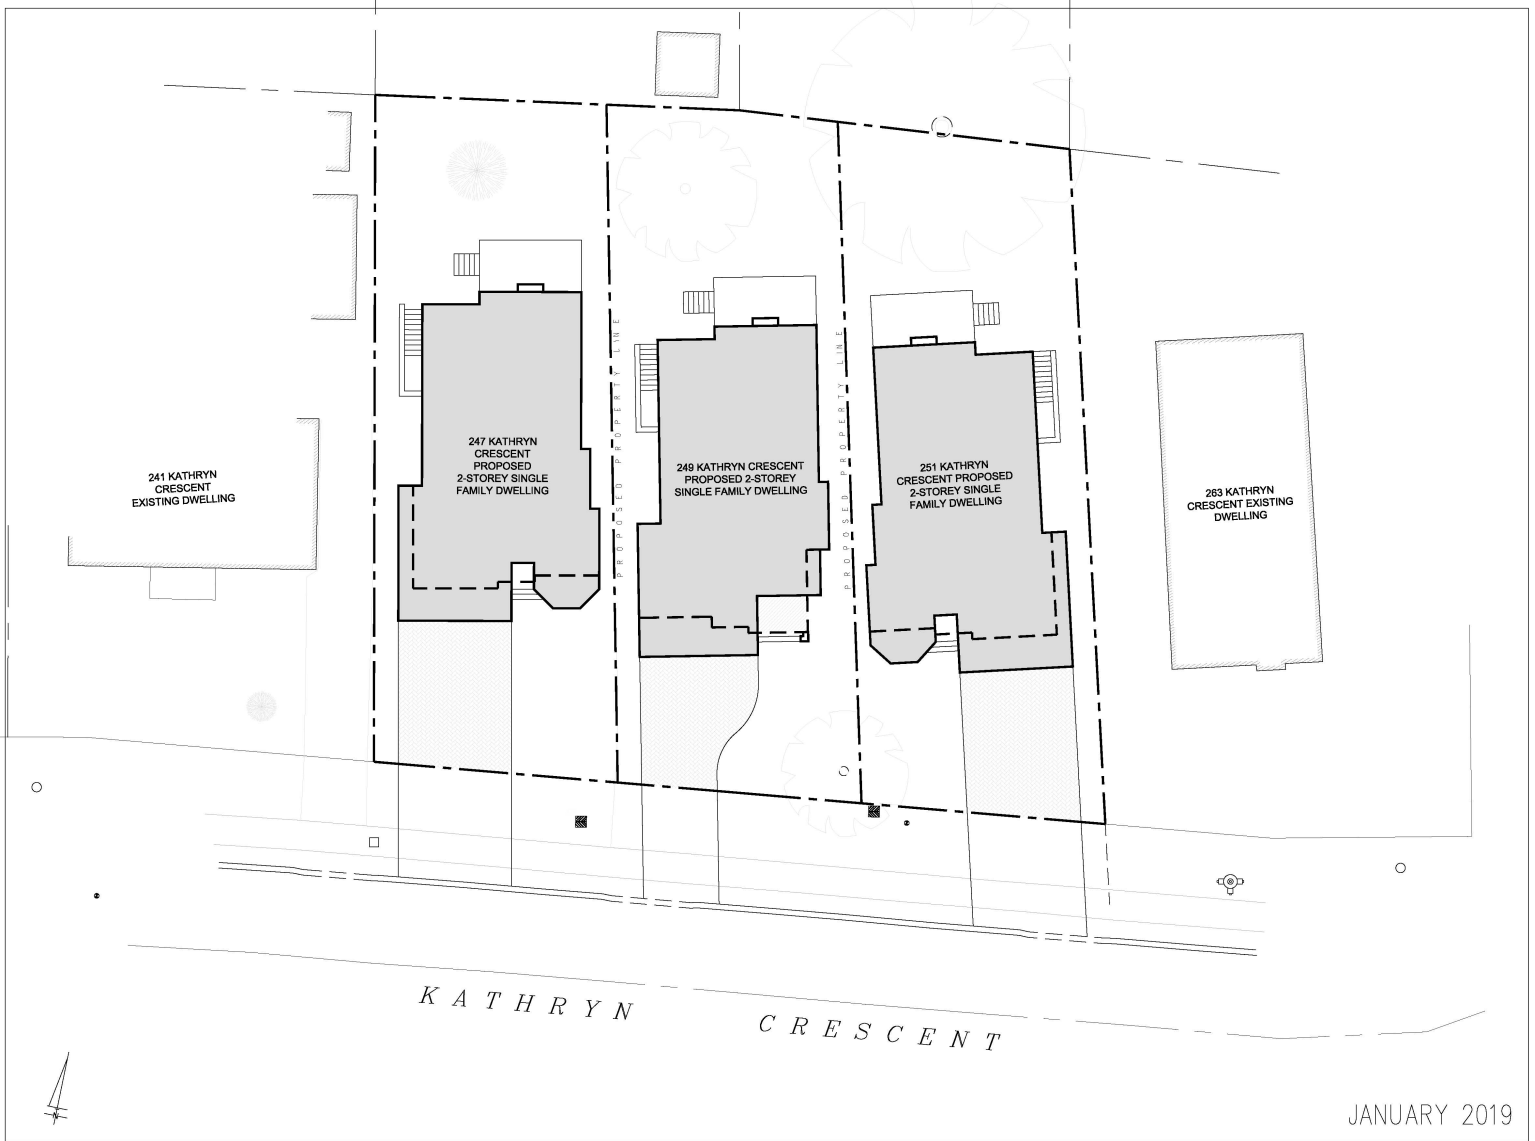 PROPOSED PROPERTY LINE
PROPOSED PROPERTY LINE
247 KATHRYN
CRESCENT
PROPOSED
2-STOREY SINGLE
FAMILY DWELLING
249 KATHRYN CRESCENT
PROPOSED 2-STOREY
SINGLE FAMILY DWELLING
251 KATHRYN
CRESCENT PROPOSED
2-STOREY SINGLE
FAMILY DWELLING
241 KATHRYN
CRESCENT
EXISTING DWELLING
263 KATHRYN
CRESCENT EXISTING
DWELLING
KATHRYN CRESCENT
N
JANUARY 2019